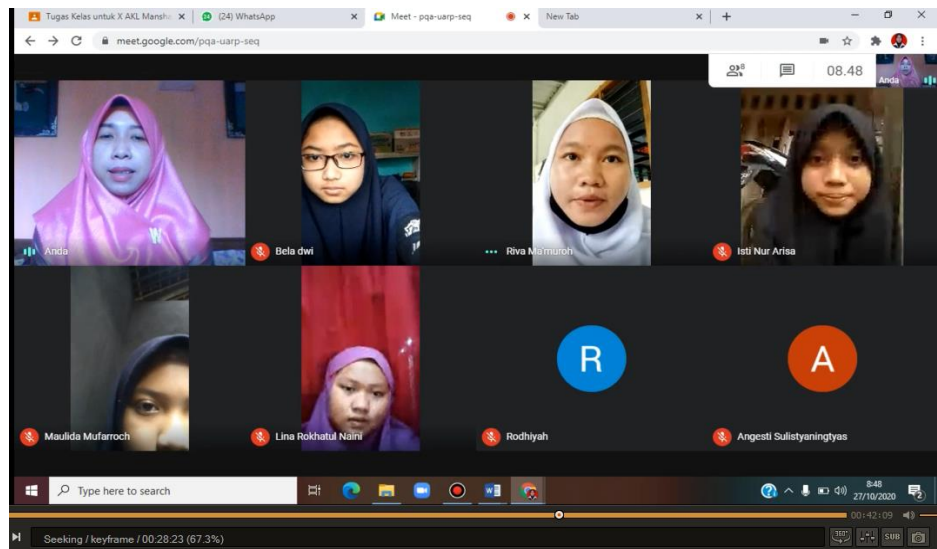 Tugas Kelas untuk X AKL Mansh
(24) WhatsApp
Meet - pqa-uarp-seq
New Tab
meet.google.com/pqa-uarp-seq
8
08.48
Anda
Anda
Bela dwi
Riva Ma'muroh
Isti Nur Arisa
Maulida Mufarroch
Lina Rokhatul Naini
R
Rodhiyah
A
Angesti Sulistyaningtyas
Type here to search
8:48
27/10/2020
2
00:42:09
Seeking / keyframe / 00:28:23 (67.3%)
360°
SUB